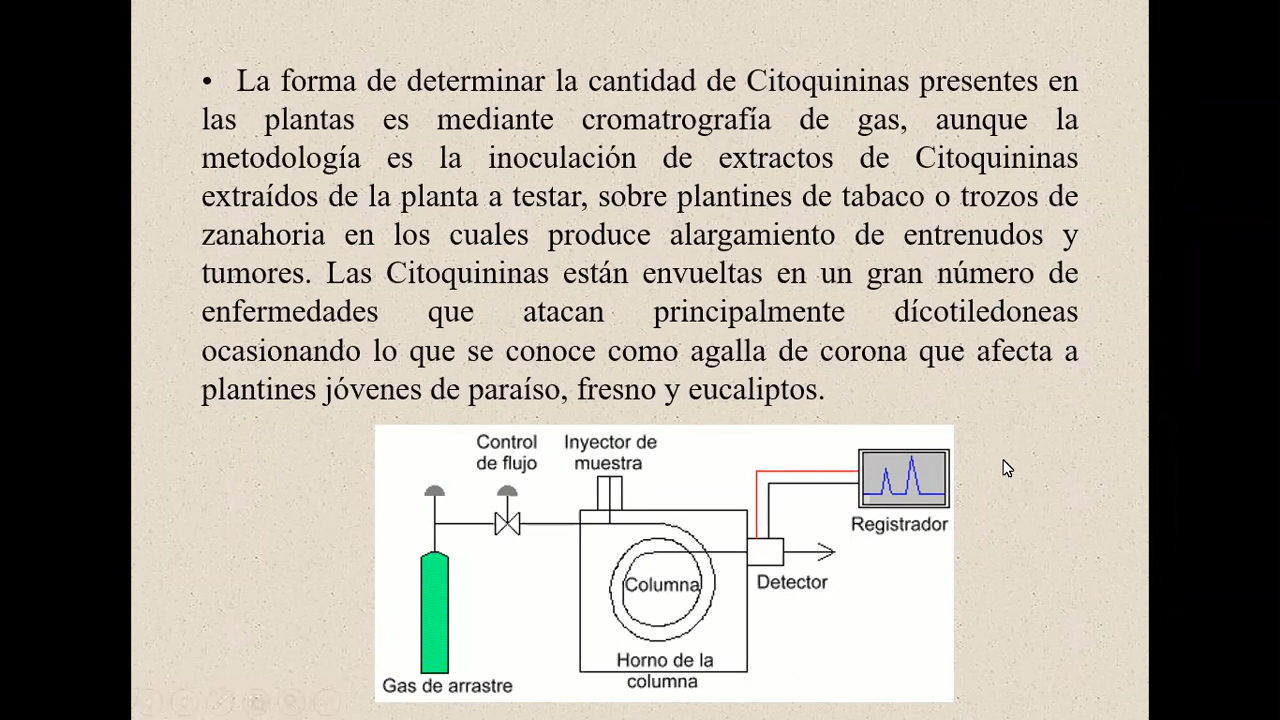 • La forma de determinar la cantidad de Citoquininas presentes en
las plantas es mediante cromatrografía de gas, aunque la
metodología es la inoculación de extractos de Citoquininas
extraídos de la planta a testar, sobre plantines de tabaco o trozos de
zanahoria en los cuales produce alargamiento de entrenudos y
tumores. Las Citoquininas están envueltas en un gran número de
enfermedades que atacan principalmente dícotiledoneas
ocasionando lo que se conoce como agalla de corona que afecta a
plantines jóvenes de paraíso, fresno y eucaliptos.
Control
de flujo
Inyector de
muestra
Registrador
Columna
Detector
Horno de la
columna
Gas de arrastre